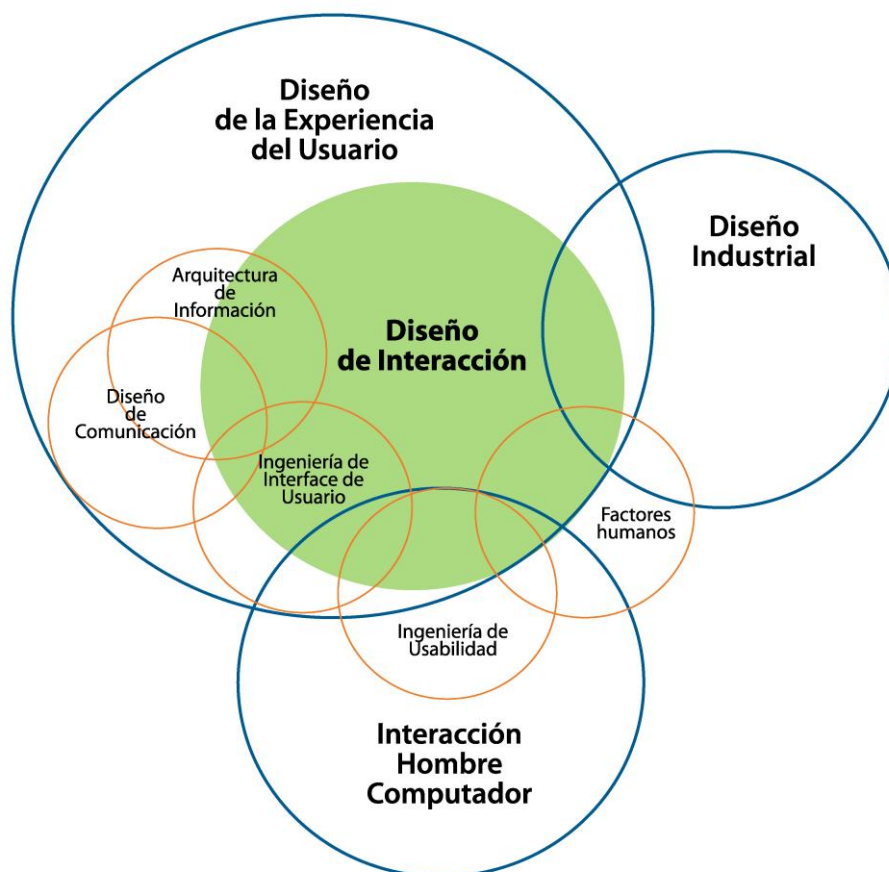 Diseño
de la Experiencia
del Usuario
Diseño
Industrial
Arquitectura
de
Información
Diseño
de Interacción
Diseño
de
Comunicación
Ingeniería de
Interface de
Usuario
Factores
humanos
Ingeniería de
Usabilidad
Interacción
Hombre
Computador